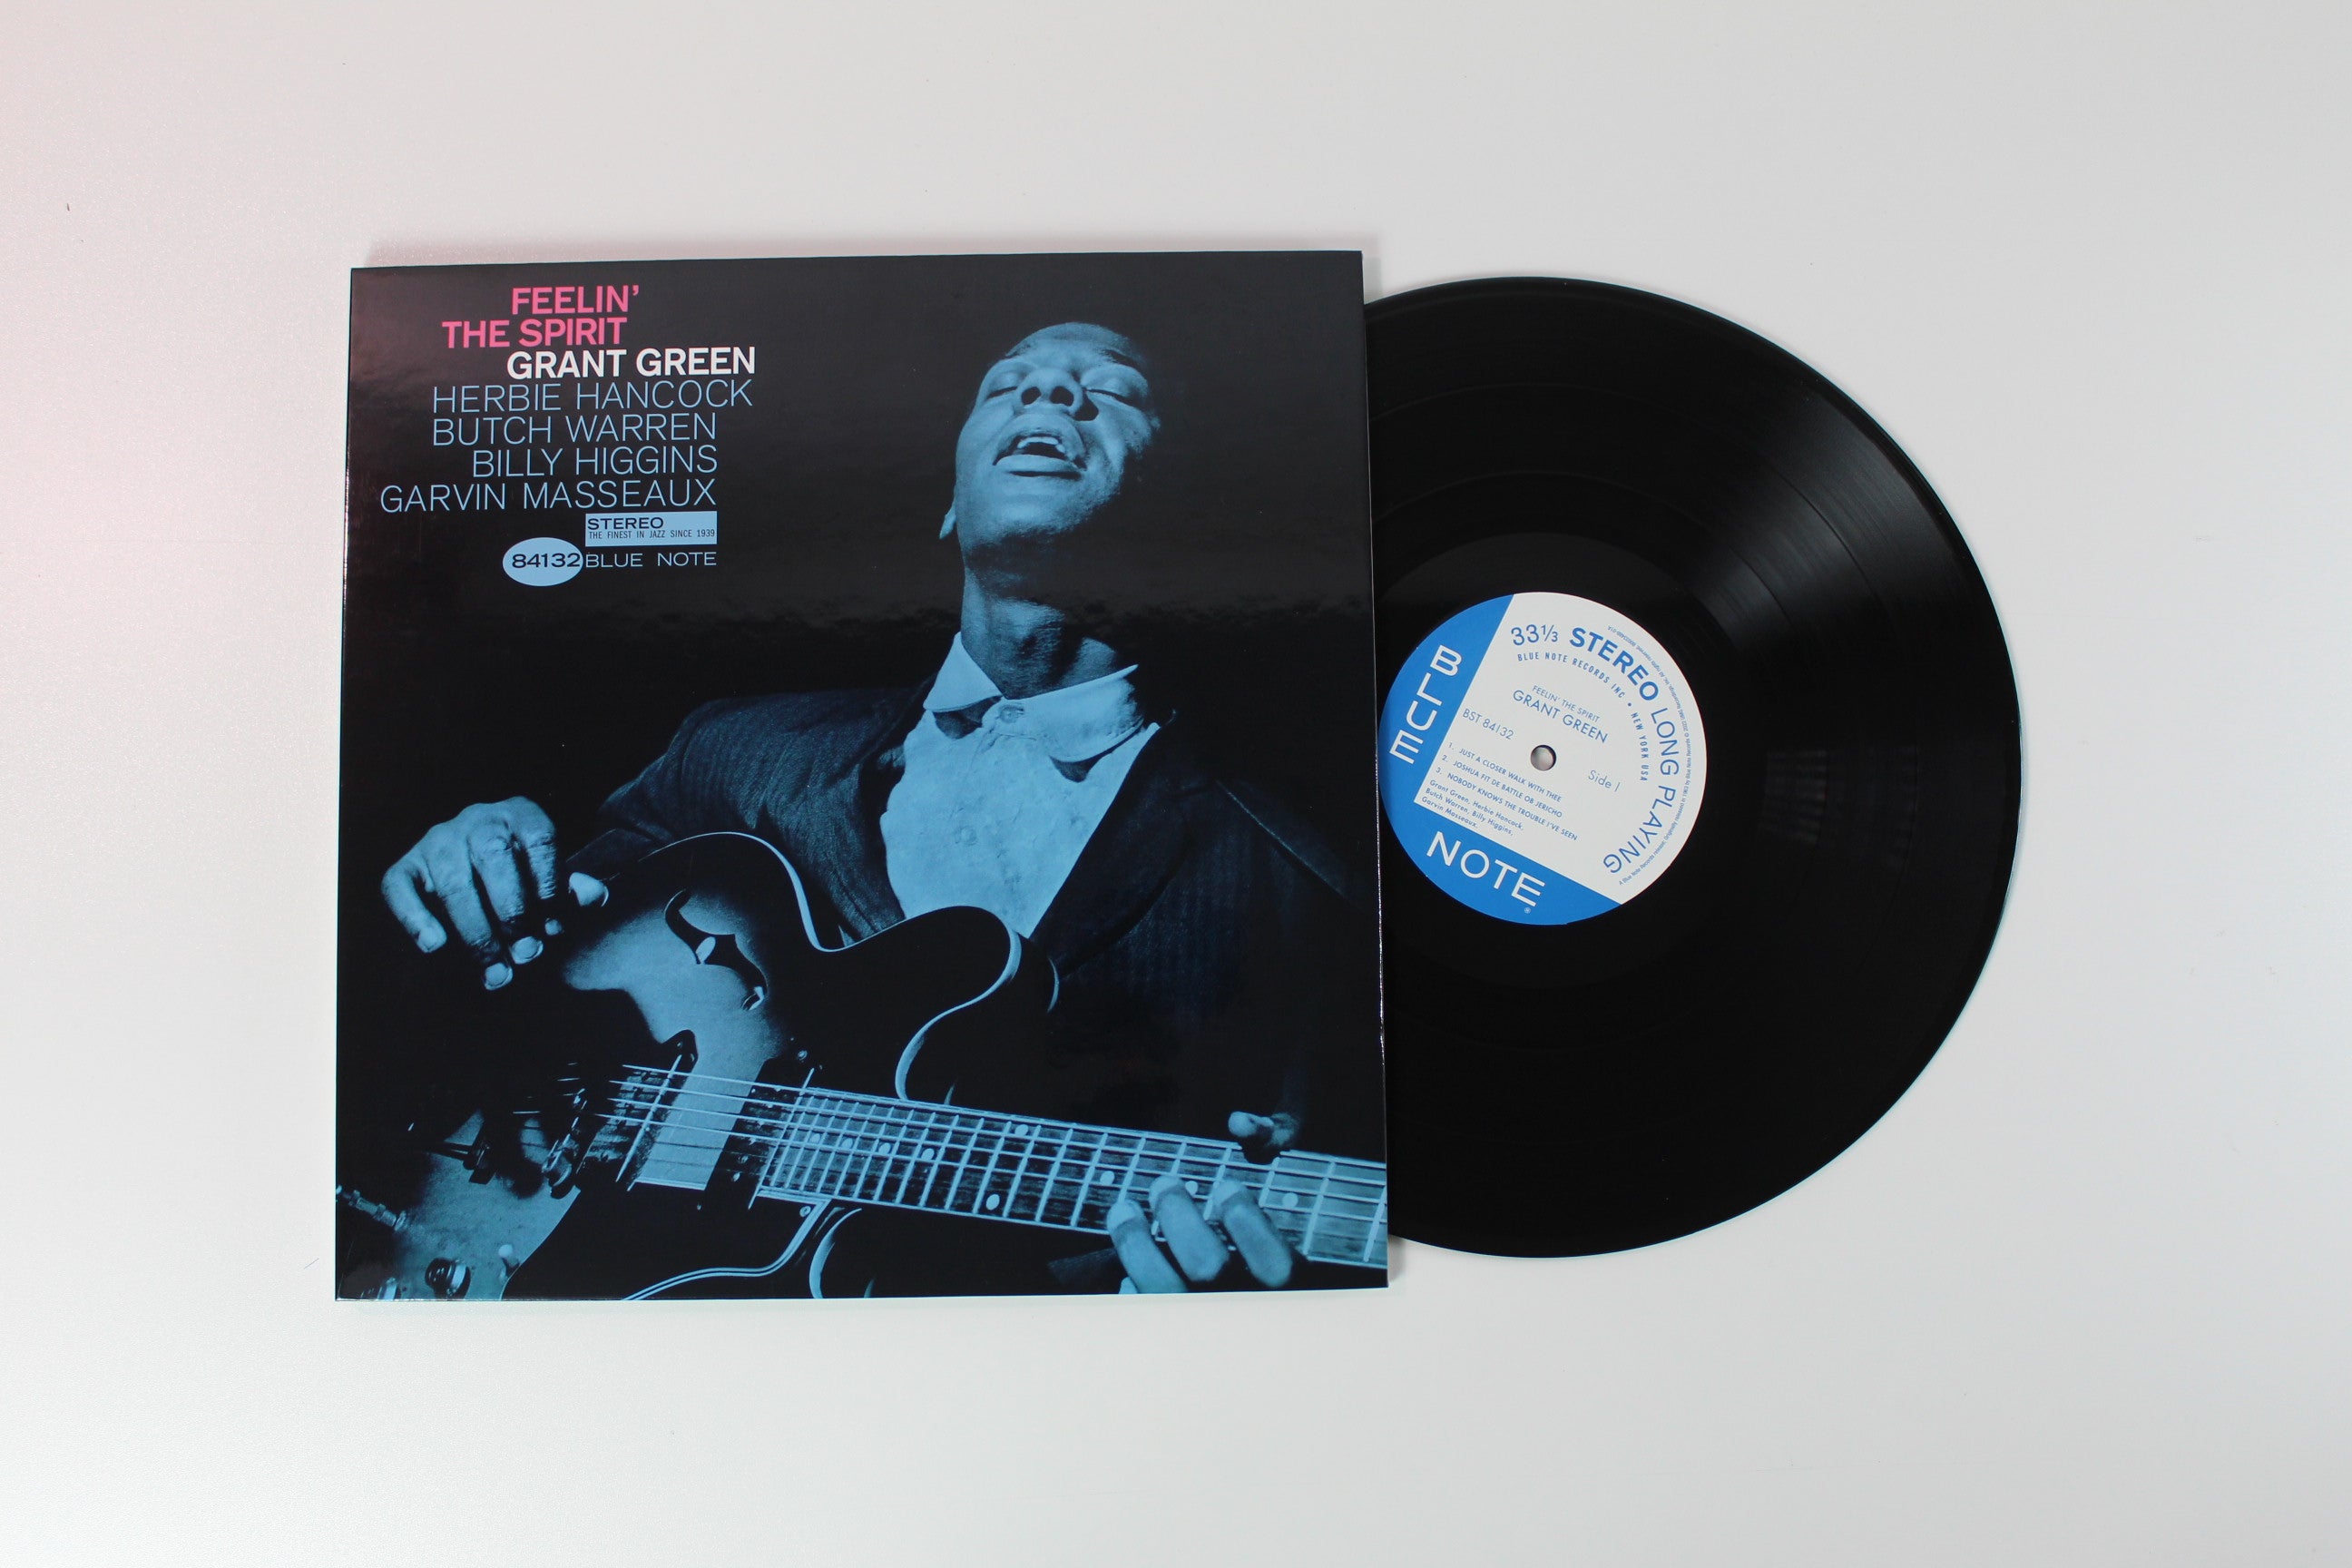 FEELIN’
THE SPIRIT
GRANT GREEN
HERBIE HANCOCK
BUTCH WARREN
BILLY HIGGINS
GARVIN MASSEAUX
STEREO
THE FINEST IN JAZZ SINCE 1939
84132 BLUE NOTE
33⅓ STEREO LONG PLAYING
BLUE NOTE RECORDS INC • NEW YORK USA
FEELIN' THE SPIRIT
GRANT GREEN
BST 84132
Side 1
1. JUST A CLOSER WALK WITH THEE
2. JOSHUA FIT DE BATTLE OB JERICHO
3. NOBODY KNOWS THE TROUBLE I'VE SEEN
Grant Green, Herbie Hancock,
Butch Warren, Billy Higgins,
Garvin Masseaux.
BLUE
NOTE
®